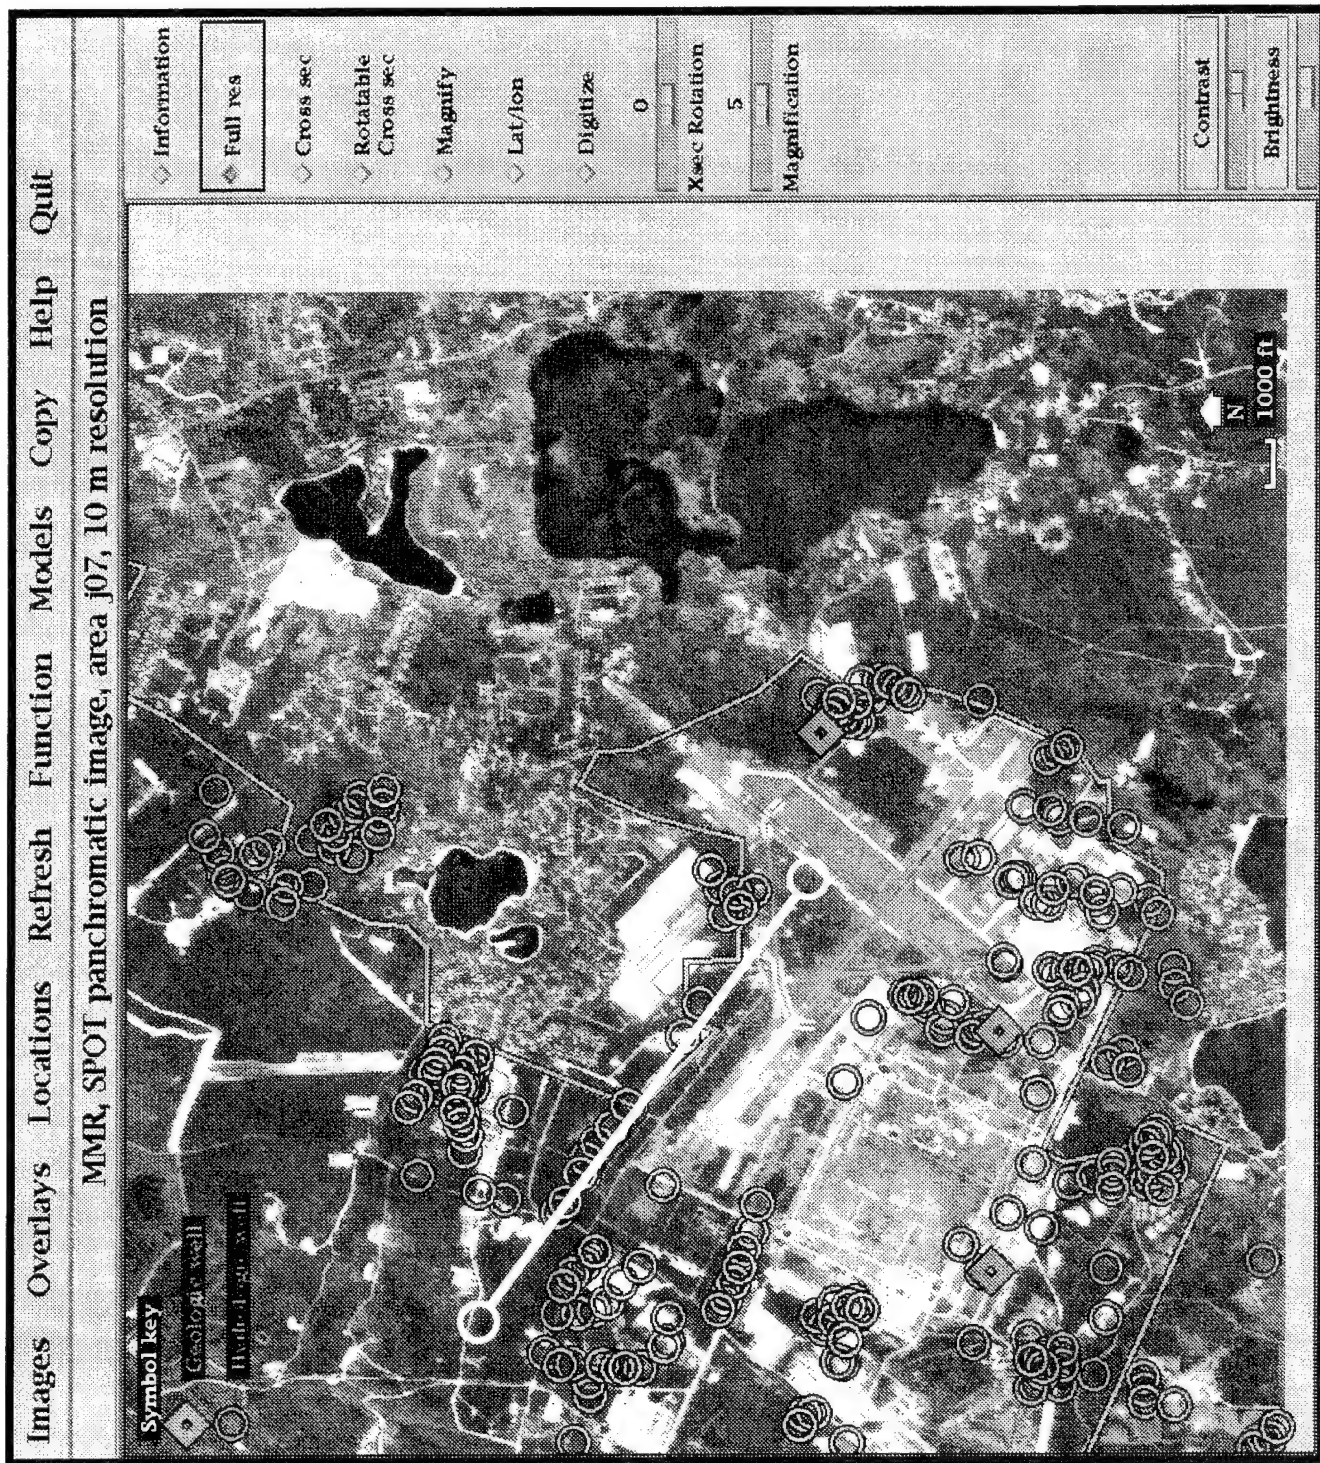 Images Overlays Locations Refresh Function Models Copy Help Quit
MMR, SPOT panchromatic image, area j07, 10 m resolution
Symbol key
Geologic well
Hydrologic well
Information
Full res
Cross sec
Rotatable
Cross sec
Magnify
Lat/lon
Digitize
0
Xsec Rotation
5
Magnification
Contrast
Brightness
N
1000 ft